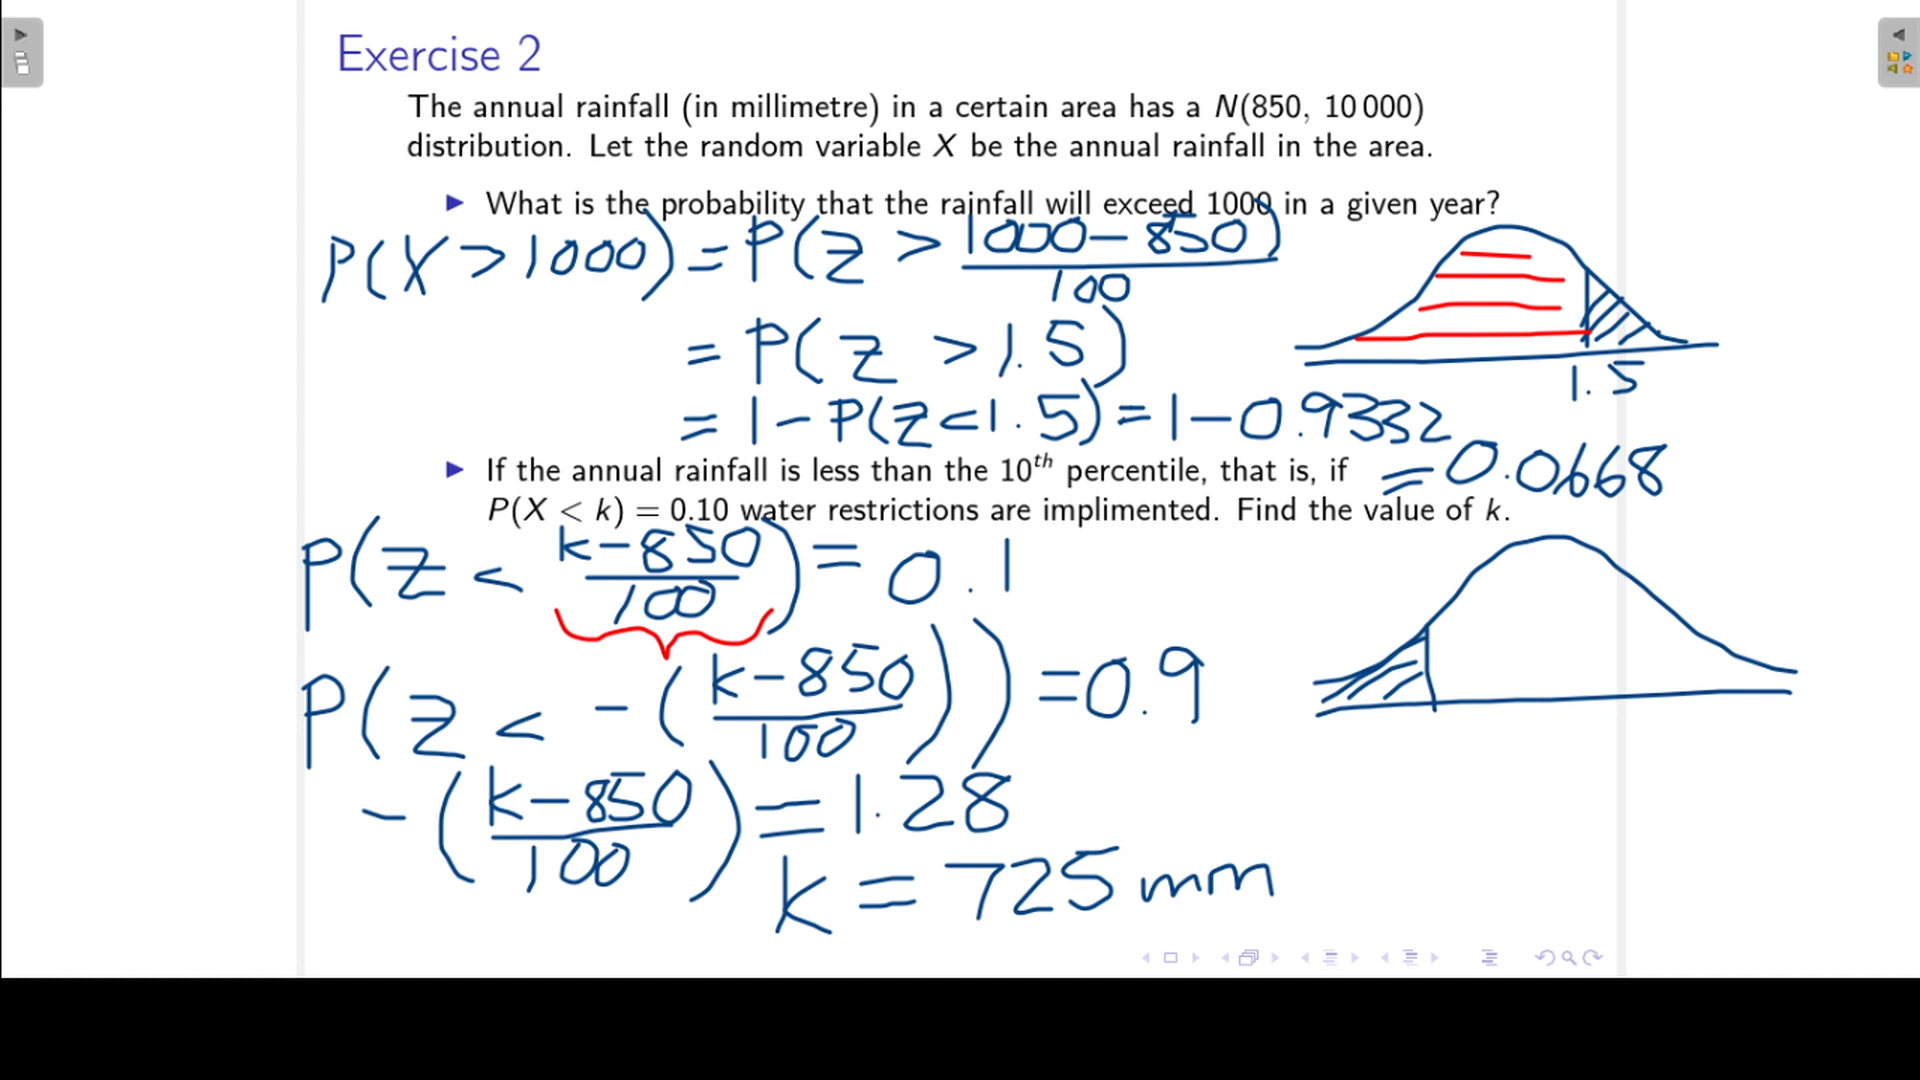 Exercise 2
The annual rainfall (in millimetre) in a certain area has a N(850, 10 000)
distribution. Let the random variable X be the annual rainfall in the area.
► What is the probability that the rainfall will exceed 1000 in a given year?
P(X > 1000) = P(Z > (1000 - 850) / 100)
= P(Z > 1.5)
1.5
= 1 - P(Z < 1.5) = 1 - 0.9332
= 0.0668
► If the annual rainfall is less than the 10th percentile, that is, if
P(X < k) = 0.10 water restrictions are implimented. Find the value of k.
P(Z < (k - 850) / 100) = 0.1
P(Z < -((k - 850) / 100)) = 0.9
-((k - 850) / 100) = 1.28
k = 725 mm